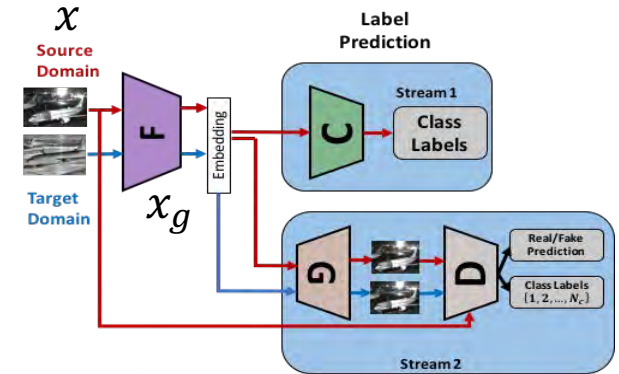 x
Source
Domain
Target
Domain
F
x_g
Embedding
Label
Prediction
Stream 1
C
Class
Labels
G
D
Real/Fake
Prediction
Class Labels
{1, 2, ..., N_c}
Stream 2